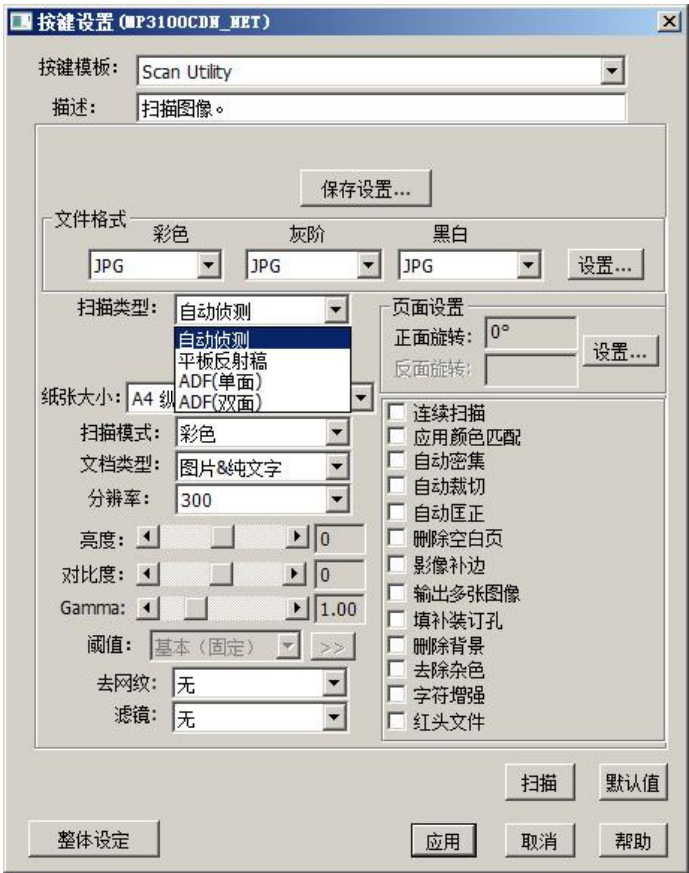 按键设置(MP3100CDN_NET)
按键模板: Scan Utility
描述: 扫描图像。
保存设置...
文件格式
彩色 灰阶 黑白
JPG JPG JPG 设置...
扫描类型: 自动侦测
自动侦测
平板反射稿
ADF(单面)
ADF(双面)
纸张大小: A4 纵
扫描模式: 彩色
文档类型: 图片&纯文字
分辨率: 300
亮度: 0
对比度: 0
Gamma: 1.00
阈值: 基本(固定) >>
去网纹: 无
滤镜: 无
页面设置
正面旋转: 0°
反面旋转:
设置...
连续扫描
应用颜色匹配
自动密集
自动裁切
自动匡正
删除空白页
影像补边
输出多张图像
填补装订孔
删除背景
去除杂色
字符增强
红头文件
扫描 默认值
整体设定 应用 取消 帮助